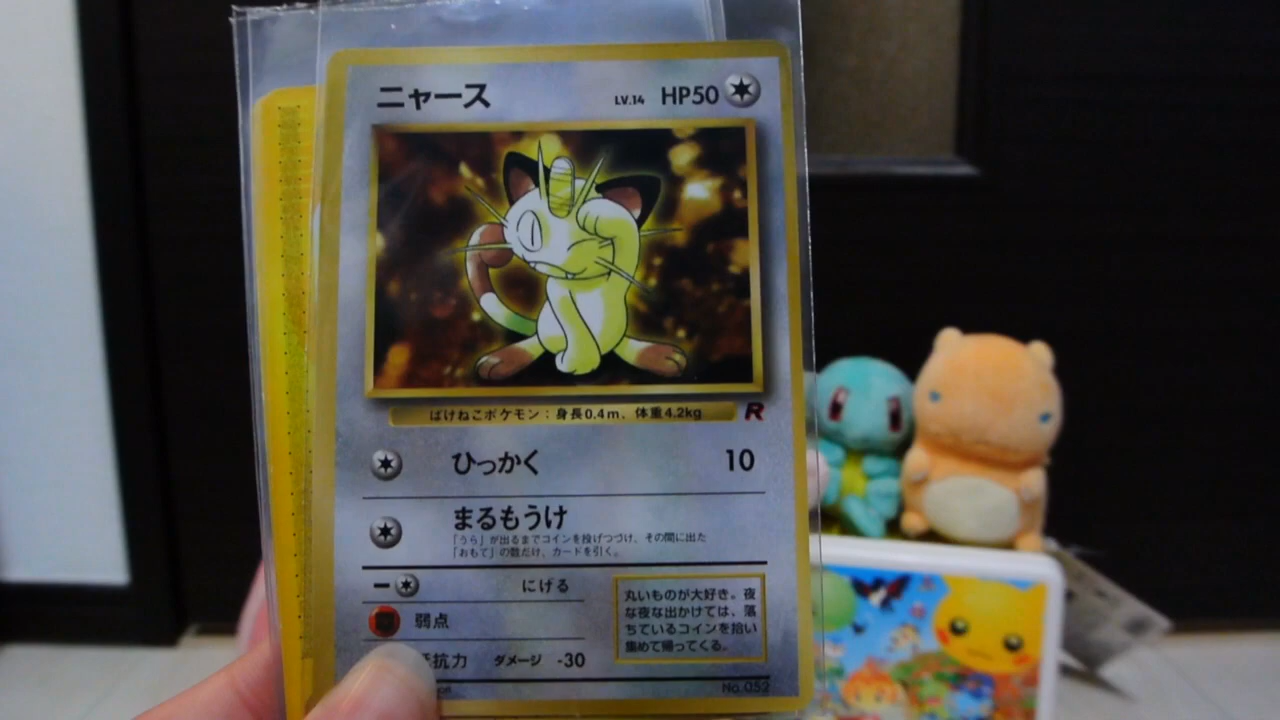 ニャース LV.14 HP50
ばけねこポケモン：身長0.4m、体重4.2kg R
ひっかく 10
まるもうけ
「うら」が出るまでコインを投げつづけ、その間に出た
「おもて」の数だけ、カードを引く。
にげる
弱点
抗力 ダメージ -30
丸いものが大好き。夜
な夜な出かけては、落
ちているコインを拾い
集めて帰ってくる。
No.052